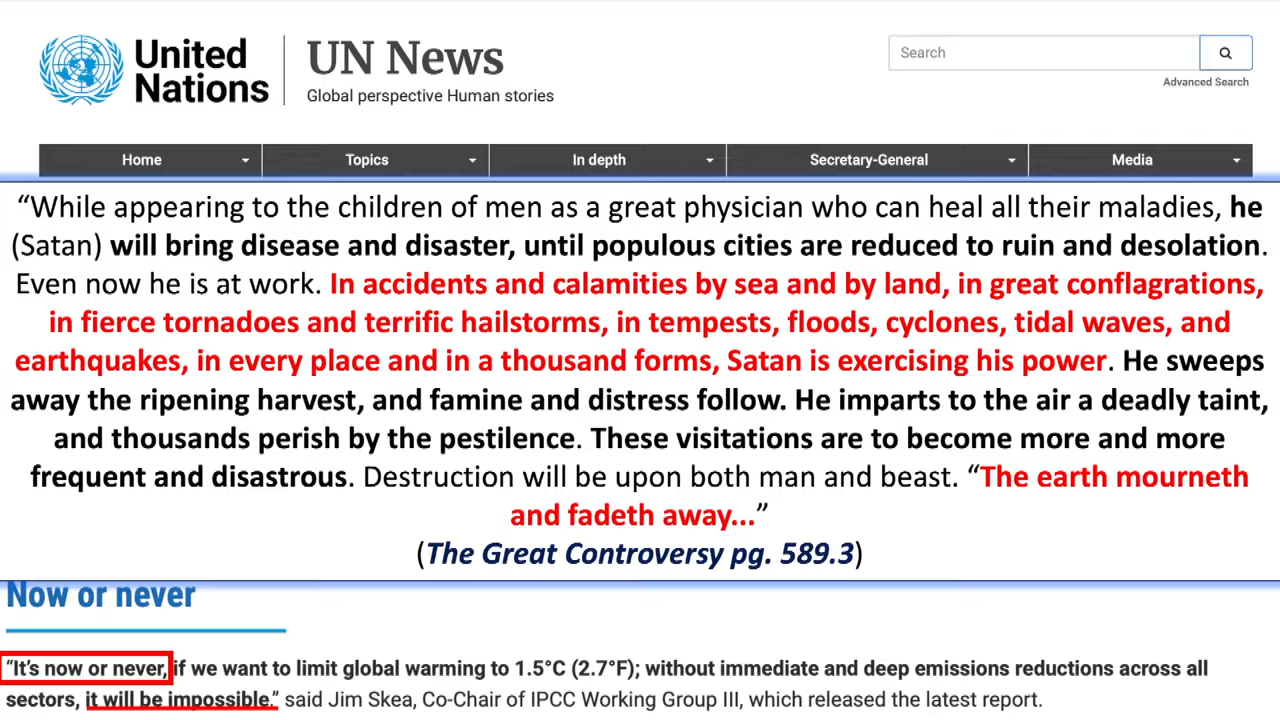 United
Nations
UN News
Global perspective Human stories
Search
Advanced Search
Home
Topics
In depth
Secretary-General
Media
“While appearing to the children of men as a great physician who can heal all their maladies, he
(Satan) will bring disease and disaster, until populous cities are reduced to ruin and desolation.
Even now he is at work. In accidents and calamities by sea and by land, in great conflagrations,
in fierce tornadoes and terrific hailstorms, in tempests, floods, cyclones, tidal waves, and
earthquakes, in every place and in a thousand forms, Satan is exercising his power. He sweeps
away the ripening harvest, and famine and distress follow. He imparts to the air a deadly taint,
and thousands perish by the pestilence. These visitations are to become more and more
frequent and disastrous. Destruction will be upon both man and beast. “The earth mourneth
and fadeth away...”
(The Great Controversy pg. 589.3)
Now or never
“It’s now or never, if we want to limit global warming to 1.5°C (2.7°F); without immediate and deep emissions reductions across all
sectors, it will be impossible.” said Jim Skea, Co-Chair of IPCC Working Group III, which released the latest report.